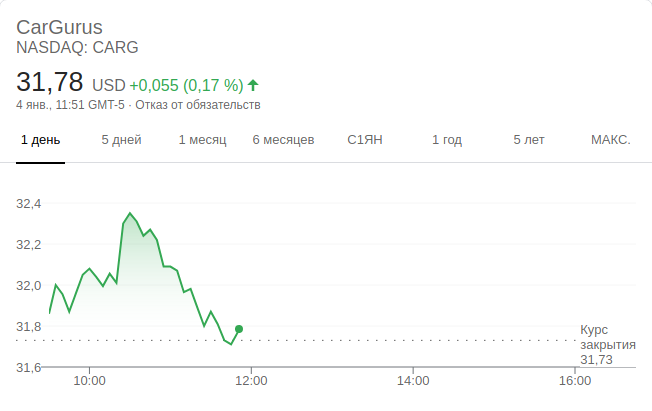 CarGurus
NASDAQ: CARG
31,78 USD +0,055 (0,17 %)
4 янв., 11:51 GMT-5 · Отказ от обязательств
1 день 5 дней 1 месяц 6 месяцев С1ЯН 1 год 5 лет МАКС.
32,4
32,2
32,0
31,8
Курс
закрытия
31,73
31,6
10:00 12:00 14:00 16:00